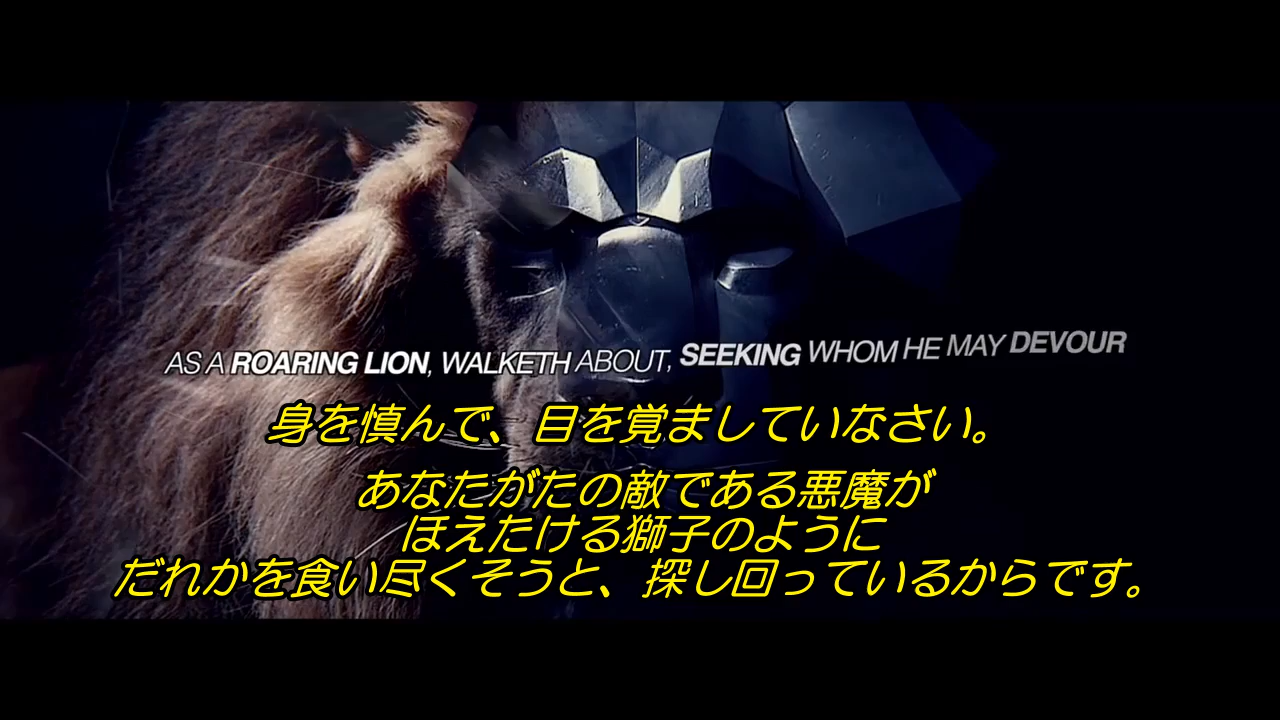 AS A ROARING LION, WALKETH ABOUT, SEEKING WHOM HE MAY DEVOUR
身を慎んで、目を覚ましていなさい。
あなたがたの敵である悪魔が
ほえたける獅子のように
だれかを食い尽くそうと、探し回っているからです。